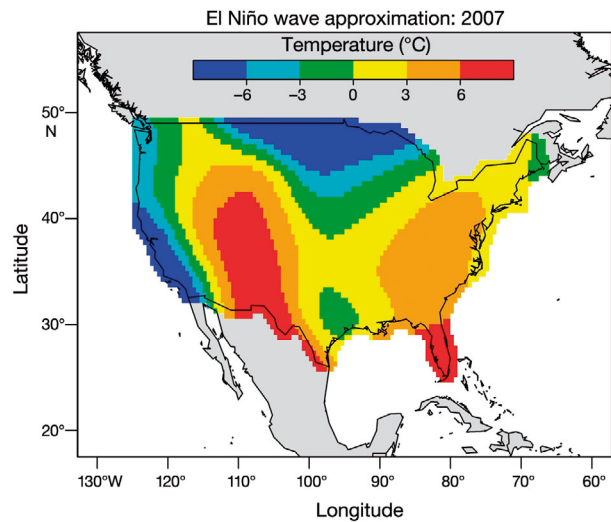 El Niño wave approximation: 2007
Temperature (°C)
−6 −3 0 3 6
50°
N
40°
30°
20°
Latitude
130°W 120° 110° 100° 90° 80° 70° 60°
Longitude